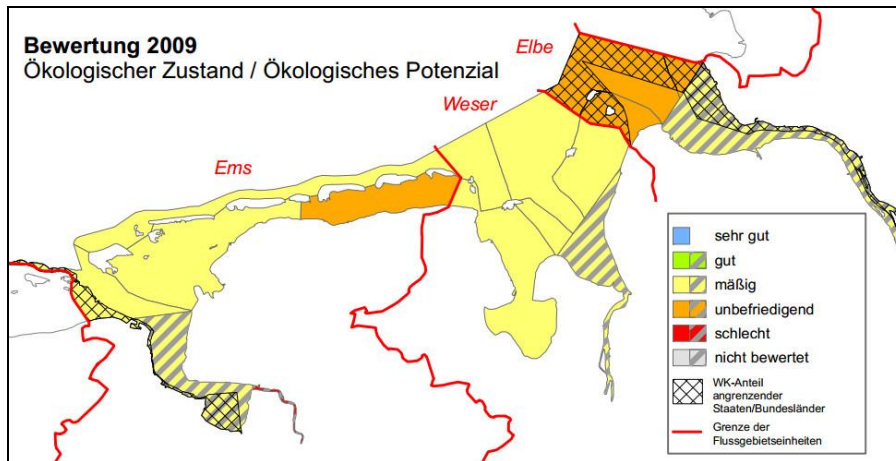 Bewertung 2009
Ökologischer Zustand / Ökologisches Potenzial
Elbe
Weser
Ems
sehr gut
gut
mäßig
unbefriedigend
schlecht
nicht bewertet
WK-Anteil
angrenzender
Staaten/Bundesländer
Grenze der
Flussgebietseinheiten